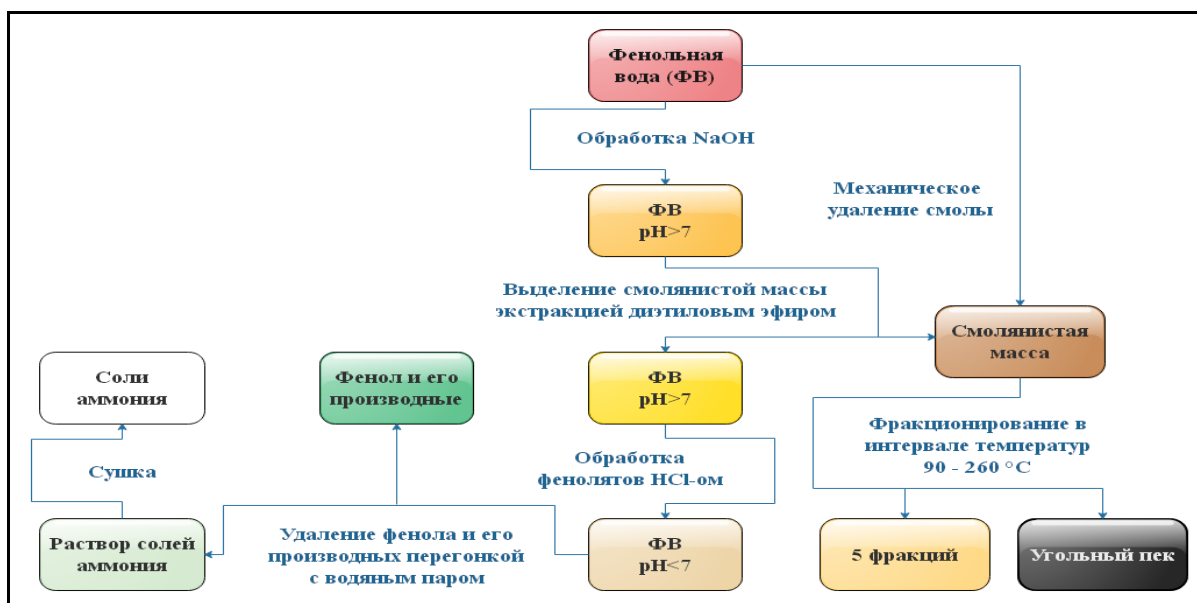 Фенольная
вода (ФВ)
Обработка NaOH
Механическое
удаление смолы
ФВ
pH>7
Выделение смолянистой массы
экстракцией диэтиловым эфиром
Смолянистая
масса
Соли
аммония
Фенол и его
производные
ФВ
pH>7
Фракционирование в
интервале температур
90 - 260 °C
Сушка
Обработка
фенолятов HCl-ом
Раствор солей
аммония
Удаление фенола и его
производных перегонкой
с водяным паром
ФВ
pH<7
5 фракций
Угольный пек